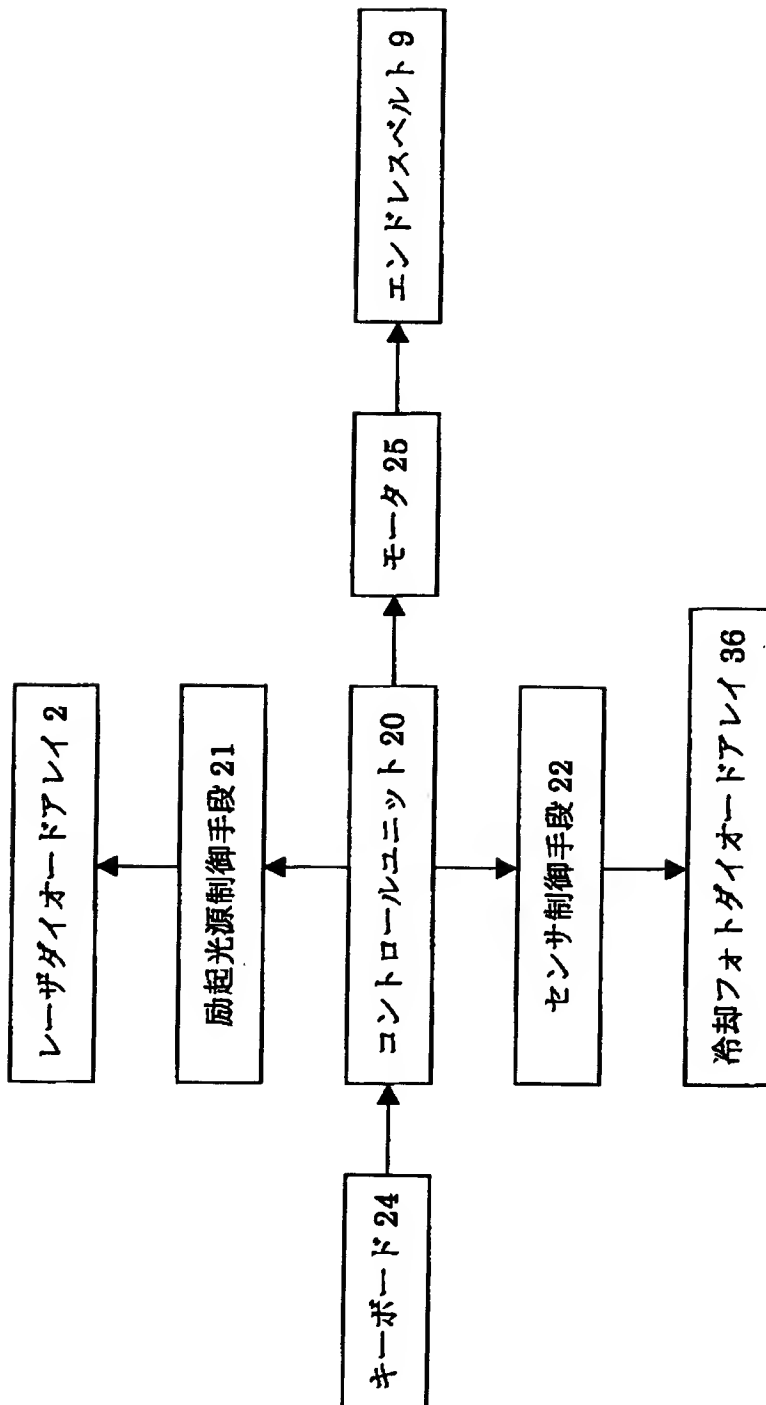 レーザダイオードアレイ 2
励起光源制御手段 21
キーボード 24
コントロールユニット 20
モータ 25
エンドレスベルト 9
センサ制御手段 22
冷却フォトダイオードアレイ 36